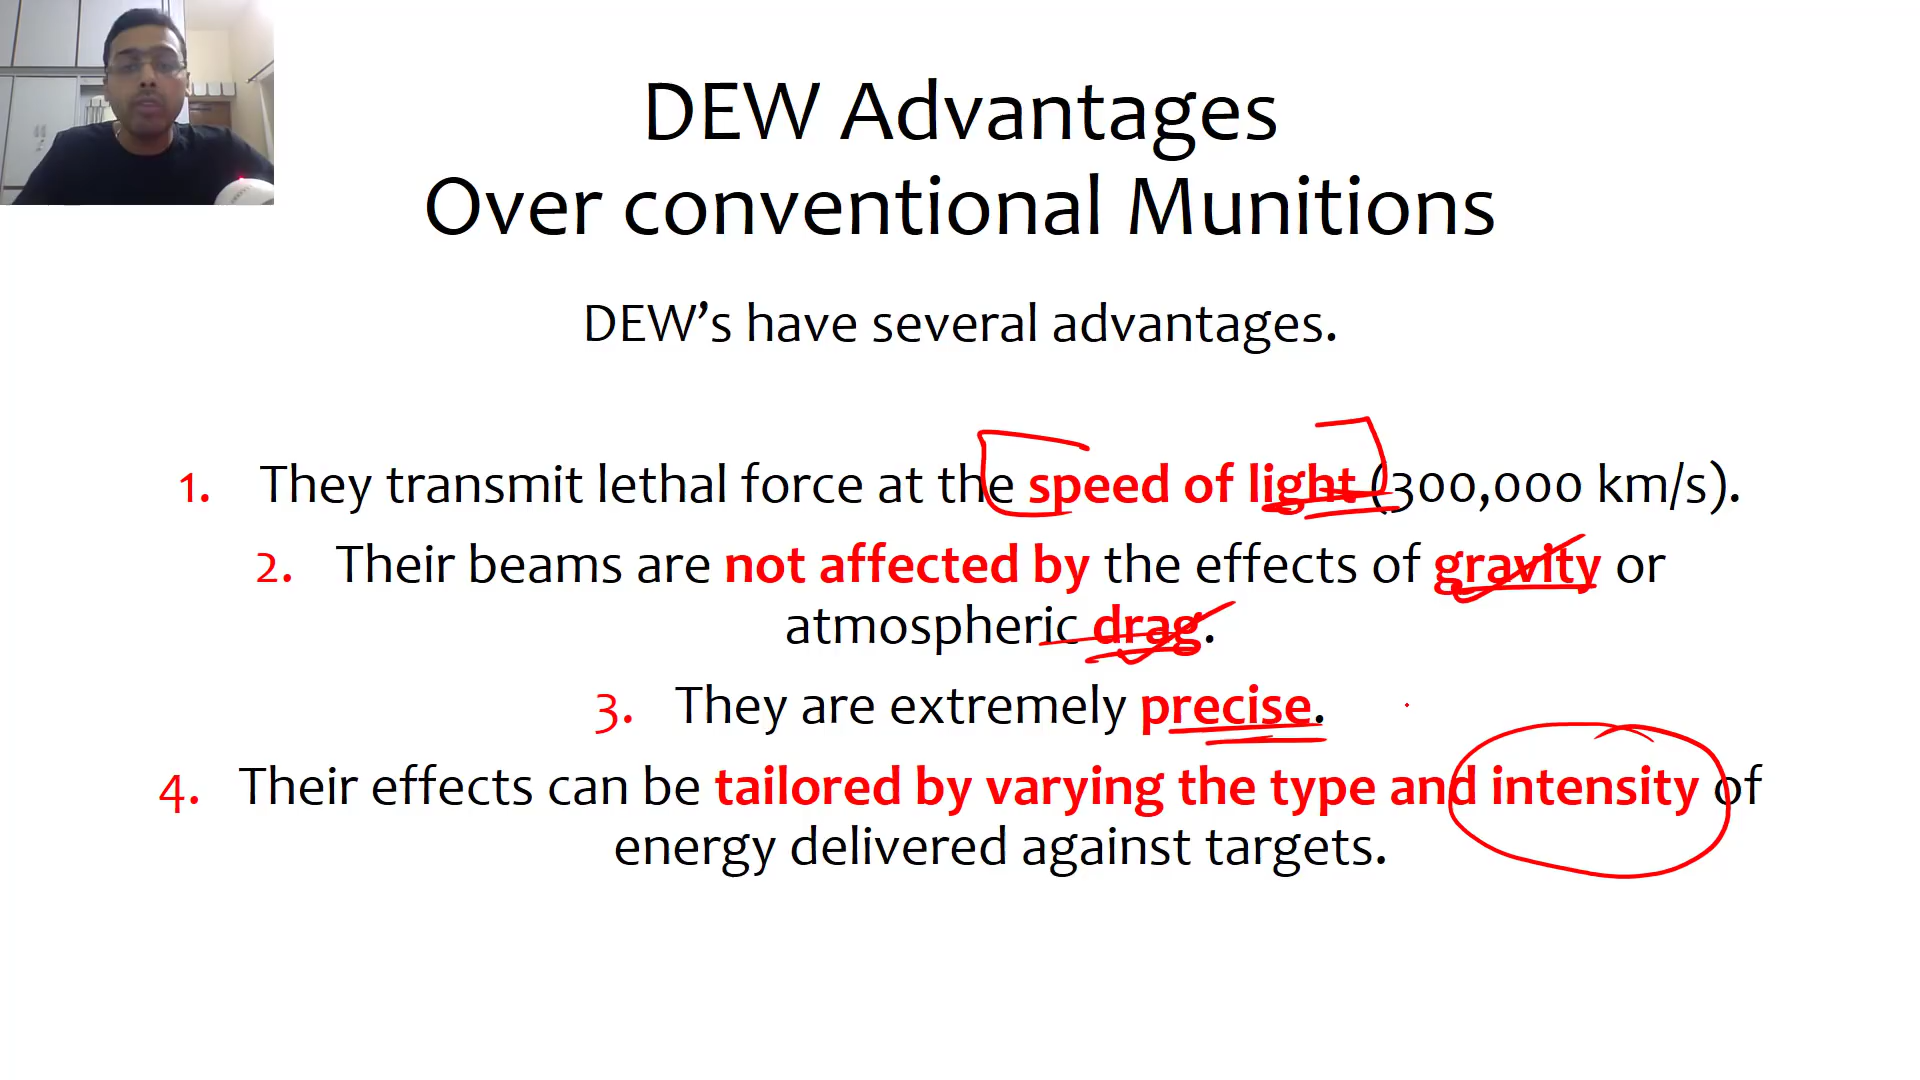 DEW Advantages
Over conventional Munitions
DEW’s have several advantages.
1. They transmit lethal force at the speed of light (300,000 km/s).
2. Their beams are not affected by the effects of gravity or
atmospheric drag.
3. They are extremely precise.
4. Their effects can be tailored by varying the type and intensity of
energy delivered against targets.